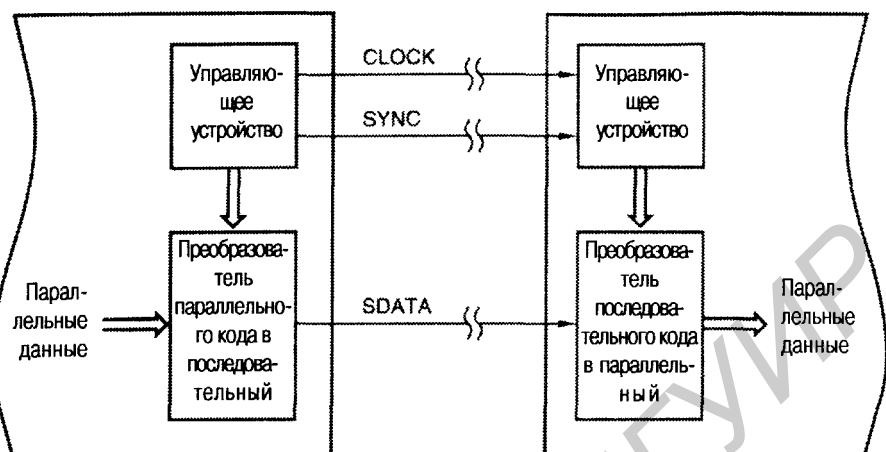 Управляю-
щее
устройство
CLOCK
SYNC
Управляю-
щее
устройство
Парал-
лельные
данные
Преобразова-
тель
параллельно-
го кода в
последова-
тельный
SDATA
Преобразова-
тель
последова-
тельного кода
в параллель-
ный
Парал-
лельные
данные
ГУИР